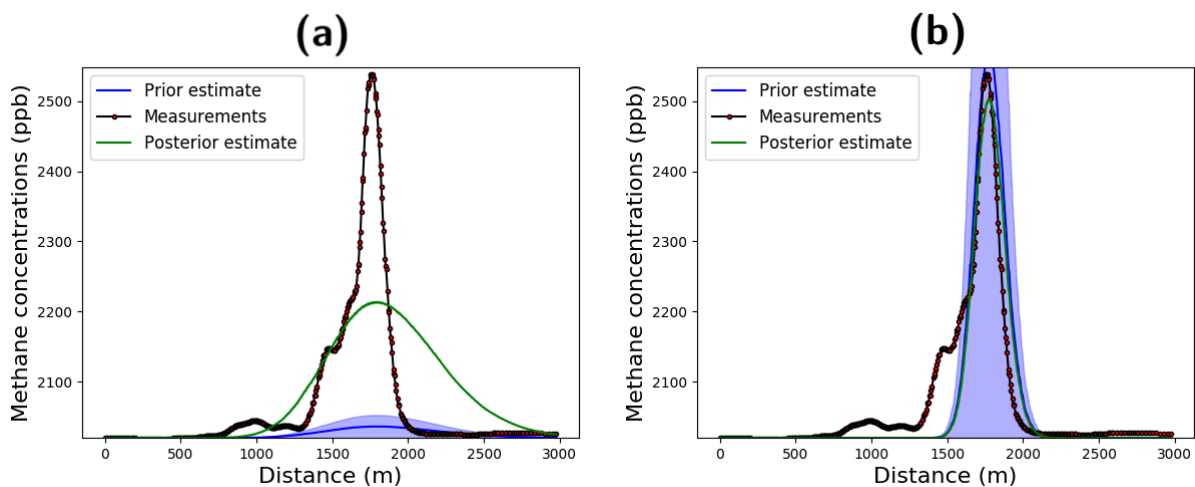 (a)
Prior estimate
Measurements
Posterior estimate
Methane concentrations (ppb)
2500
2400
2300
2200
2100
0 500 1000 1500 2000 2500 3000
Distance (m)
(b)
Prior estimate
Measurements
Posterior estimate
Methane concentrations (ppb)
2500
2400
2300
2200
2100
0 500 1000 1500 2000 2500 3000
Distance (m)